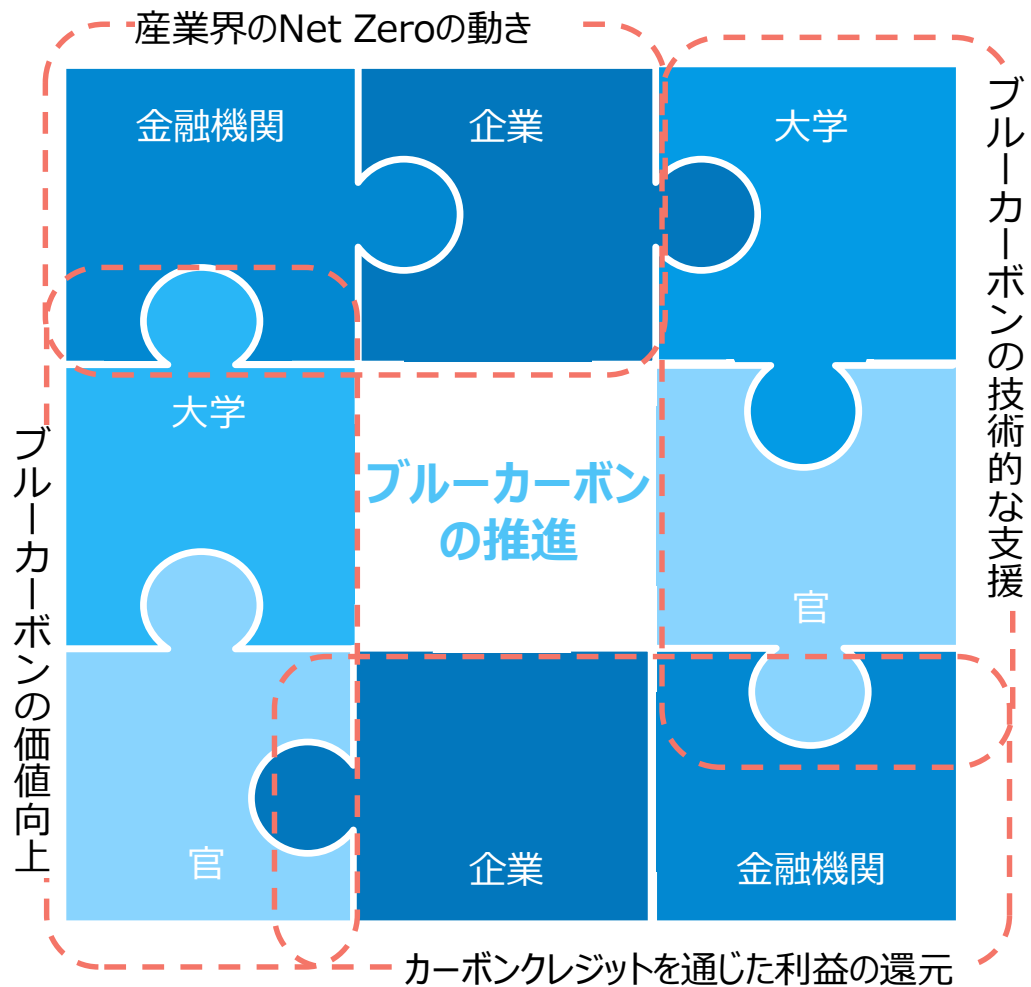 産業界のNet Zeroの動き
金融機関
企業
大学
ブルーカーボンの技術的な支援
大学
ブルーカーボン
の推進
ブルーカーボンの価値向上
官
官
企業
金融機関
カーボンクレジットを通じた利益の還元